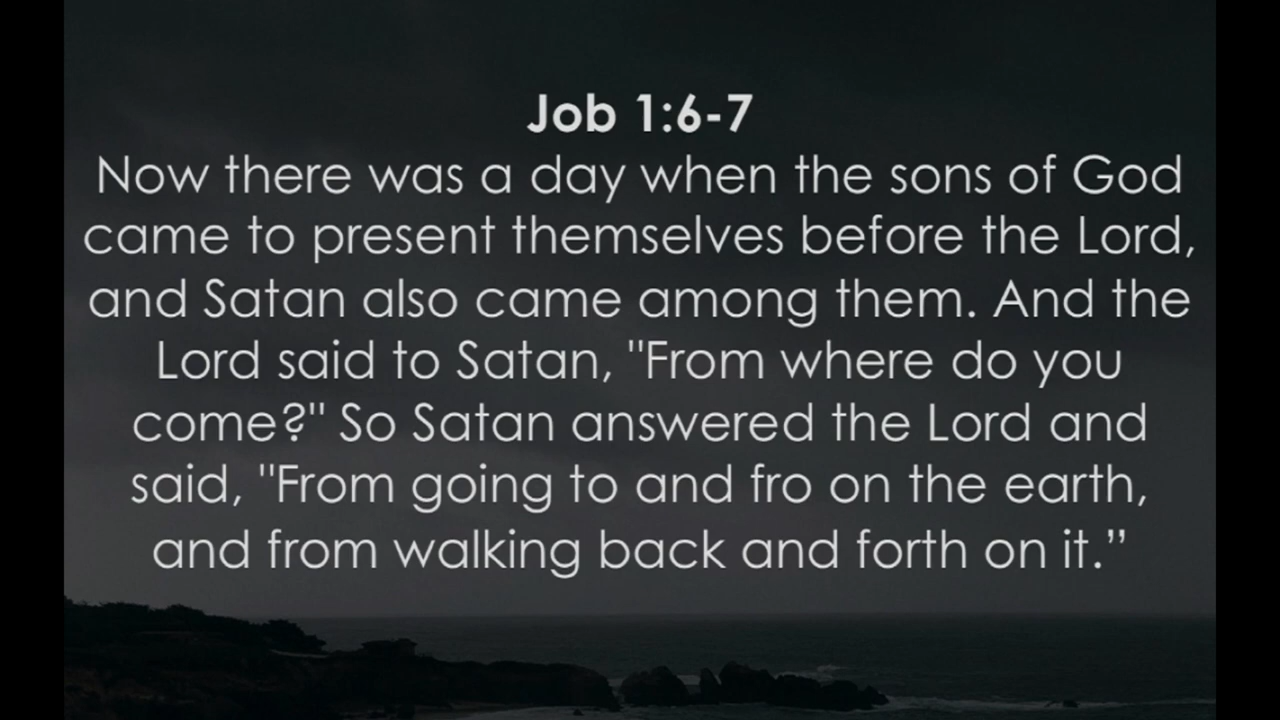 Job 1:6-7
Now there was a day when the sons of God
came to present themselves before the Lord,
and Satan also came among them. And the
Lord said to Satan, "From where do you
come?" So Satan answered the Lord and
said, "From going to and fro on the earth,
and from walking back and forth on it.”